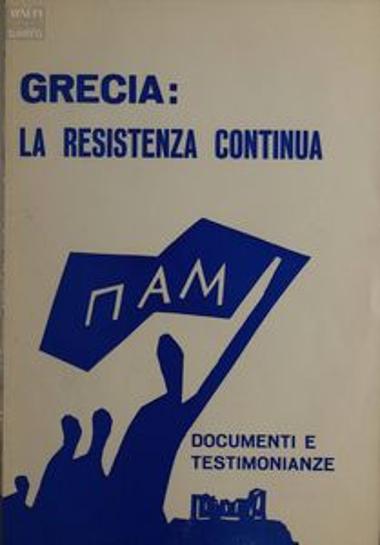 GRECIA:
LA RESISTENZA CONTINUA
ΠΑΜ
DOCUMENTI E
TESTIMONIANZE